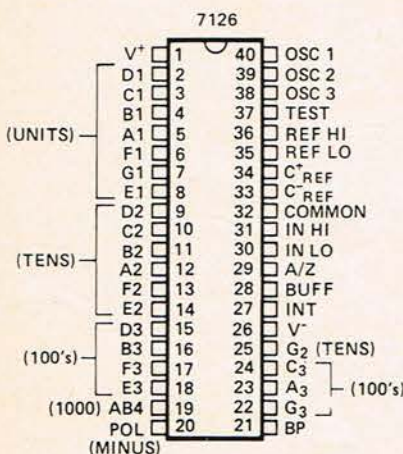 7126
V+ 1 40 OSC 1
D1 2 39 OSC 2
C1 3 38 OSC 3
B1 4 37 TEST
(UNITS) A1 5 36 REF HI
F1 6 35 REF LO
G1 7 34 C+REF
E1 8 33 C-REF
D2 9 32 COMMON
C2 10 31 IN HI
(TENS) B2 11 30 IN LO
A2 12 29 A/Z
F2 13 28 BUFF
E2 14 27 INT
D3 15 26 V-
(100's) B3 16 25 G2 (TENS)
F3 17 24 C3
E3 18 23 A3 (100's)
(1000) AB4 19 22 G3
POL 20 21 BP
(MINUS)